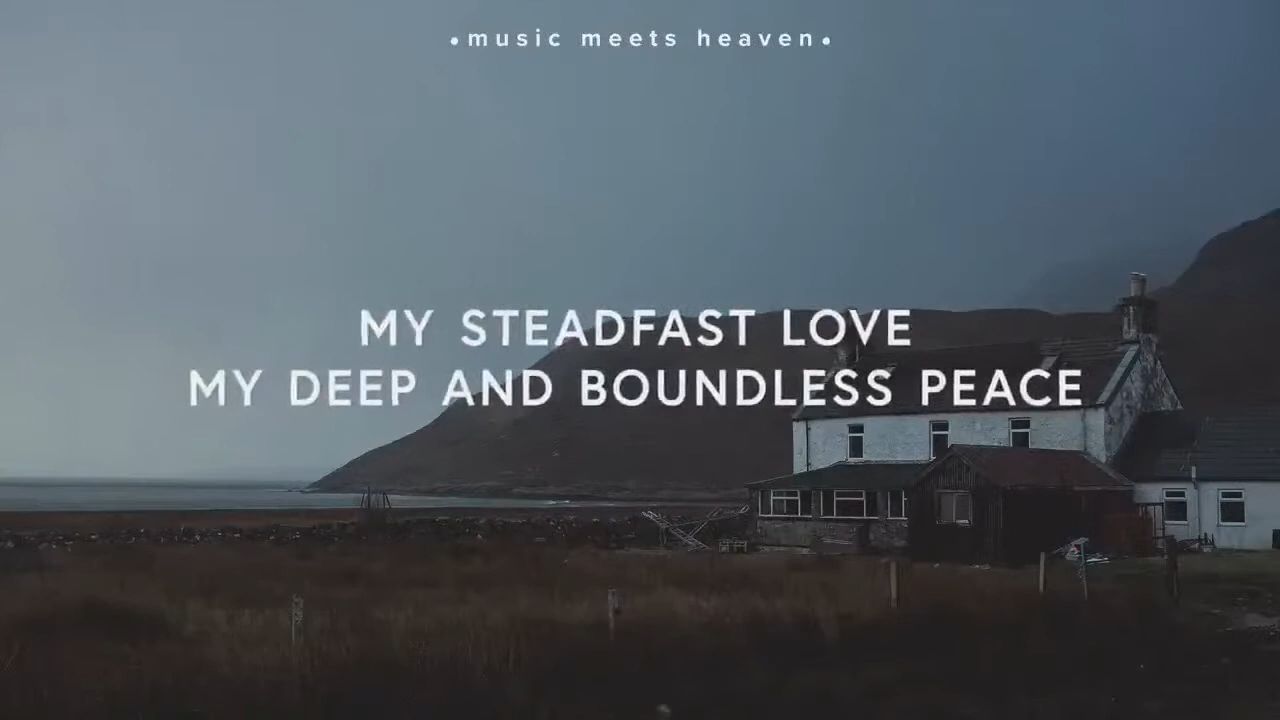 •music meets heaven•
MY STEADFAST LOVE
MY DEEP AND BOUNDLESS PEACE